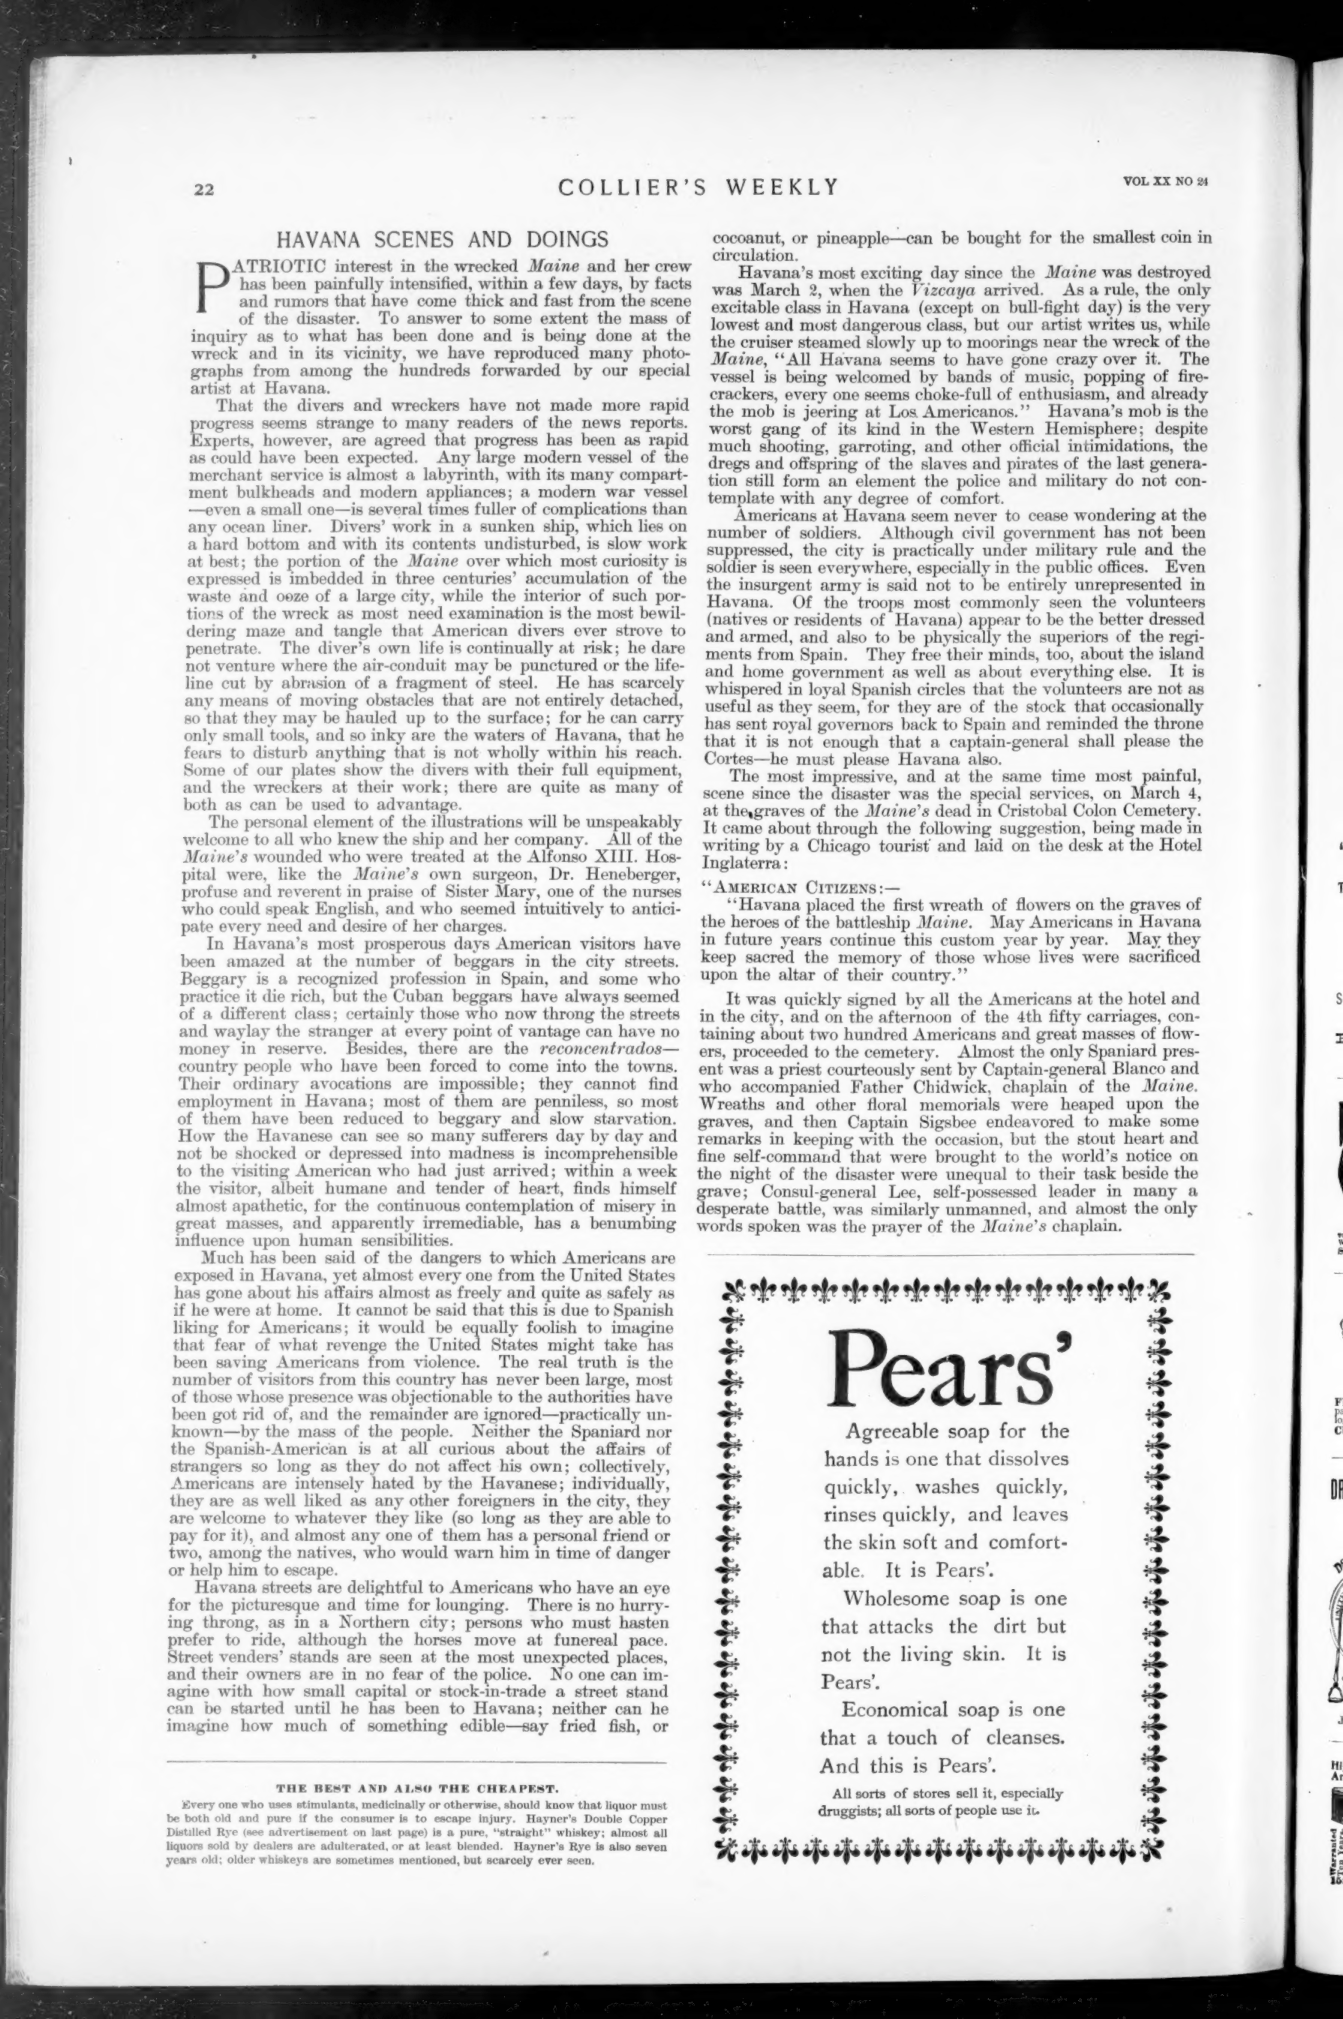 22
COLLIER'S WEEKLY
VOL XX NO 24
HAVANA SCENES AND DOINGS
PATRIOTIC interest in the wrecked Maine and her crew
has been painfully intensified, within a few days, by facts
and rumors that have come thick and fast from the scene
of the disaster. To answer to some extent the mass of
inquiry as to what has been done and is being done at the
wreck and in its vicinity, we have reproduced many photo-
graphs from among the hundreds forwarded by our special
artist at Havana.
That the divers and wreckers have not made more rapid
progress seems strange to many readers of the news reports.
Experts, however, are agreed that progress has been as rapid
as could have been expected. Any large modern vessel of the
merchant service is almost a labyrinth, with its many compart-
ment bulkheads and modern appliances; a modern war vessel
—even a small one—is several times fuller of complications than
any ocean liner. Divers' work in a sunken ship, which lies on
a hard bottom and with its contents undisturbed, is slow work
at best; the portion of the Maine over which most curiosity is
expressed is imbedded in three centuries' accumulation of the
waste and ooze of a large city, while the interior of such por-
tions of the wreck as most need examination is the most bewil-
dering maze and tangle that American divers ever strove to
penetrate. The diver's own life is continually at risk; he dare
not venture where the air-conduit may be punctured or the life-
line cut by abrasion of a fragment of steel. He has scarcely
any means of moving obstacles that are not entirely detached,
so that they may be hauled up to the surface; for he can carry
only small tools, and so inky are the waters of Havana, that he
fears to disturb anything that is not wholly within his reach.
Some of our plates show the divers with their full equipment,
and the wreckers at their work; there are quite as many of
both as can be used to advantage.
The personal element of the illustrations will be unspeakably
welcome to all who knew the ship and her company. All of the
Maine's wounded who were treated at the Alfonso XIII. Hos-
pital were, like the Maine's own surgeon, Dr. Heneberger,
profuse and reverent in praise of Sister Mary, one of the nurses
who could speak English, and who seemed intuitively to antici-
pate every need and desire of her charges.
In Havana's most prosperous days American visitors have
been amazed at the number of beggars in the city streets.
Beggary is a recognized profession in Spain, and some who
practice it die rich, but the Cuban beggars have always seemed
of a different class; certainly those who now throng the streets
and waylay the stranger at every point of vantage can have no
money in reserve. Besides, there are the reconcentrados—
country people who have been forced to come into the towns.
Their ordinary avocations are impossible; they cannot find
employment in Havana; most of them are penniless, so most
of them have been reduced to beggary and slow starvation.
How the Havanese can see so many sufferers day by day and
not be shocked or depressed into madness is incomprehensible
to the visiting American who had just arrived; within a week
the visitor, albeit humane and tender of heart, finds himself
almost apathetic, for the continuous contemplation of misery in
great masses, and apparently irremediable, has a benumbing
influence upon human sensibilities.
Much has been said of the dangers to which Americans are
exposed in Havana, yet almost every one from the United States
has gone about his affairs almost as freely and quite as safely as
if he were at home. It cannot be said that this is due to Spanish
liking for Americans; it would be equally foolish to imagine
that fear of what revenge the United States might take has
been saving Americans from violence. The real truth is the
number of visitors from this country has never been large, most
of those whose presence was objectionable to the authorities have
been got rid of, and the remainder are ignored—practically un-
known—by the mass of the people. Neither the Spaniard nor
the Spanish-American is at all curious about the affairs of
strangers so long as they do not affect his own; collectively,
Americans are intensely hated by the Havanese; individually,
they are as well liked as any other foreigners in the city, they
are welcome to whatever they like (so long as they are able to
pay for it), and almost any one of them has a personal friend or
two, among the natives, who would warn him in time of danger
or help him to escape.
Havana streets are delightful to Americans who have an eye
for the picturesque and time for lounging. There is no hurry-
ing throng, as in a Northern city; persons who must hasten
prefer to ride, although the horses move at funereal pace.
Street venders' stands are seen at the most unexpected places,
and their owners are in no fear of the police. No one can im-
agine with how small capital or stock-in-trade a street stand
can be started until he has been to Havana; neither can he
imagine how much of something edible—say fried fish, or
THE BEST AND ALSO THE CHEAPEST.
Every one who uses stimulants, medicinally or otherwise, should know that liquor must
be both old and pure if the consumer is to escape injury. Hayner's Double Copper
Distilled Rye (see advertisement on last page) is a pure, "straight" whiskey; almost all
liquors sold by dealers are adulterated, or at least blended. Hayner's Rye is also seven
years old; older whiskeys are sometimes mentioned, but scarcely ever seen.
cocoanut, or pineapple—can be bought for the smallest coin in
circulation.
Havana's most exciting day since the Maine was destroyed
was March 2, when the Vizcaya arrived. As a rule, the only
excitable class in Havana (except on bull-fight day) is the very
lowest and most dangerous class, but our artist writes us, while
the cruiser steamed slowly up to moorings near the wreck of the
Maine, "All Havana seems to have gone crazy over it. The
vessel is being welcomed by bands of music, popping of fire-
crackers, every one seems choke-full of enthusiasm, and already
the mob is jeering at Los Americanos." Havana's mob is the
worst gang of its kind in the Western Hemisphere; despite
much shooting, garroting, and other official intimidations, the
dregs and offspring of the slaves and pirates of the last genera-
tion still form an element the police and military do not con-
template with any degree of comfort.
Americans at Havana seem never to cease wondering at the
number of soldiers. Although civil government has not been
suppressed, the city is practically under military rule and the
soldier is seen everywhere, especially in the public offices. Even
the insurgent army is said not to be entirely unrepresented in
Havana. Of the troops most commonly seen the volunteers
(natives or residents of Havana) appear to be the better dressed
and armed, and also to be physically the superiors of the regi-
ments from Spain. They free their minds, too, about the island
and home government as well as about everything else. It is
whispered in loyal Spanish circles that the volunteers are not as
useful as they seem, for they are of the stock that occasionally
has sent royal governors back to Spain and reminded the throne
that it is not enough that a captain-general shall please the
Cortes—he must please Havana also.
The most impressive, and at the same time most painful,
scene since the disaster was the special services, on March 4,
at the graves of the Maine's dead in Cristobal Colon Cemetery.
It came about through the following suggestion, being made in
writing by a Chicago tourist and laid on the desk at the Hotel
Inglaterra:
"AMERICAN CITIZENS:—
"Havana placed the first wreath of flowers on the graves of
the heroes of the battleship Maine. May Americans in Havana
in future years continue this custom year by year. May they
keep sacred the memory of those whose lives were sacrificed
upon the altar of their country."
It was quickly signed by all the Americans at the hotel and
in the city, and on the afternoon of the 4th fifty carriages, con-
taining about two hundred Americans and great masses of flow-
ers, proceeded to the cemetery. Almost the only Spaniard pres-
ent was a priest courteously sent by Captain-general Blanco and
who accompanied Father Chidwick, chaplain of the Maine.
Wreaths and other floral memorials were heaped upon the
graves, and then Captain Sigsbee endeavored to make some
remarks in keeping with the occasion, but the stout heart and
fine self-command that were brought to the world's notice on
the night of the disaster were unequal to their task beside the
grave; Consul-general Lee, self-possessed leader in many a
desperate battle, was similarly unmanned, and almost the only
words spoken was the prayer of the Maine's chaplain.
Pears'
Agreeable soap for the
hands is one that dissolves
quickly, washes quickly,
rinses quickly, and leaves
the skin soft and comfort-
able. It is Pears'.
Wholesome soap is one
that attacks the dirt but
not the living skin. It is
Pears'.
Economical soap is one
that a touch of cleanses.
And this is Pears'.
All sorts of stores sell it, especially
druggists; all sorts of people use it.